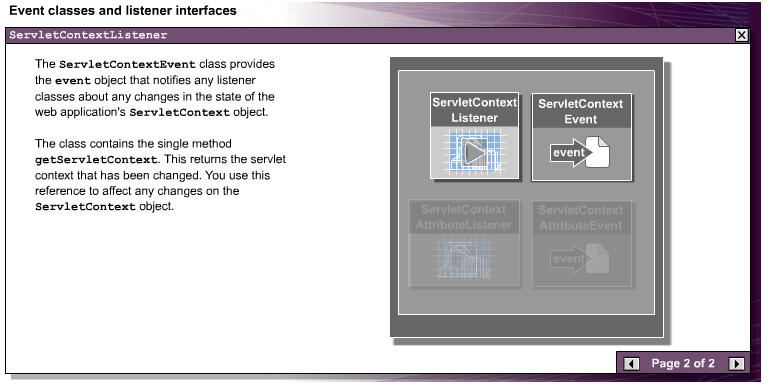 Event classes and listener interfaces
ServletContextListener
The ServletContextEvent class provides
the event object that notifies any listener
classes about any changes in the state of the
web application's ServletContext object.
The class contains the single method
getServletContext. This returns the servlet
context that has been changed. You use this
reference to affect any changes on the
ServletContext object.
ServletContext
Listener
ServletContext
Event
event
ServletContext
AttributeListener
ServletContext
AttributeEvent
event
Page 2 of 2